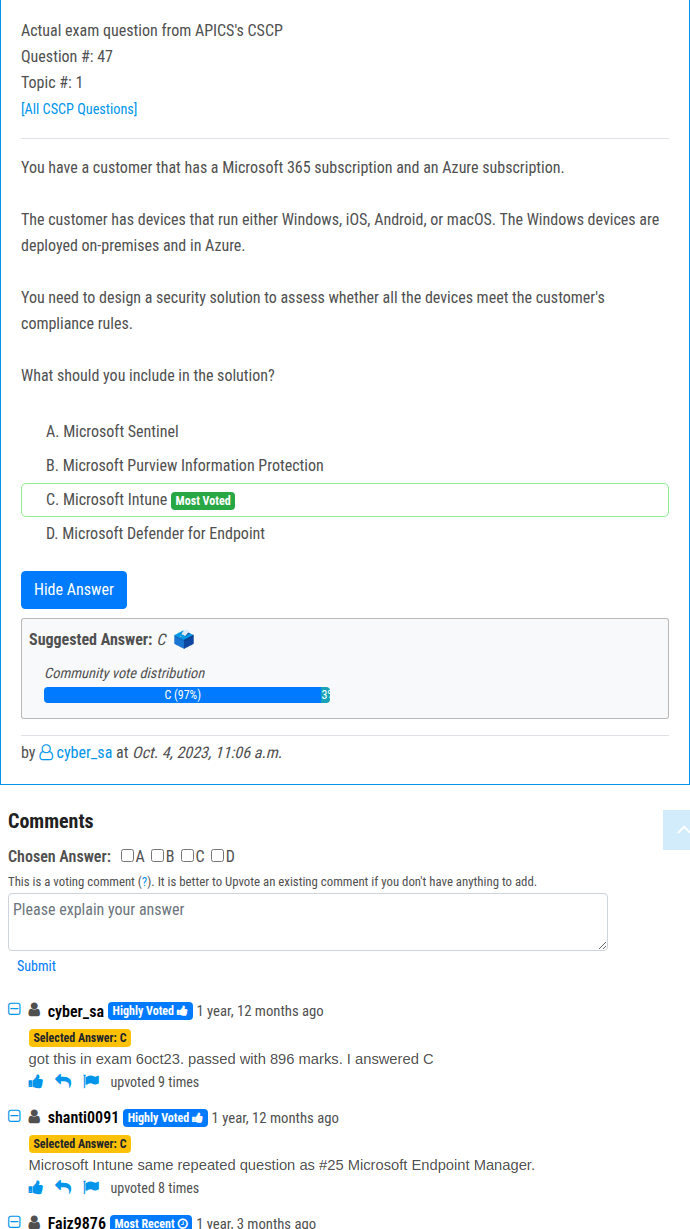 Actual exam question from APICS's CSCP
Question #: 47
Topic #: 1
[All CSCP Questions]
You have a customer that has a Microsoft 365 subscription and an Azure subscription.
The customer has devices that run either Windows, iOS, Android, or macOS. The Windows devices are
deployed on-premises and in Azure.
You need to design a security solution to assess whether all the devices meet the customer's
compliance rules.
What should you include in the solution?
A. Microsoft Sentinel
B. Microsoft Purview Information Protection
C. Microsoft Intune Most Voted
D. Microsoft Defender for Endpoint
Hide Answer
Suggested Answer: C
Community vote distribution
C (97%) 3%
by cyber_sa at Oct. 4, 2023, 11:06 a.m.
Comments
Chosen Answer: A B C D
This is a voting comment (?). It is better to Upvote an existing comment if you don't have anything to add.
Please explain your answer
Submit
cyber_sa Highly Voted 1 year, 12 months ago
Selected Answer: C
got this in exam 6oct23. passed with 896 marks. I answered C
upvoted 9 times
shanti0091 Highly Voted 1 year, 12 months ago
Selected Answer: C
Microsoft Intune same repeated question as #25 Microsoft Endpoint Manager.
upvoted 8 times
Faiz9876 Most Recent 1 year, 3 months ago